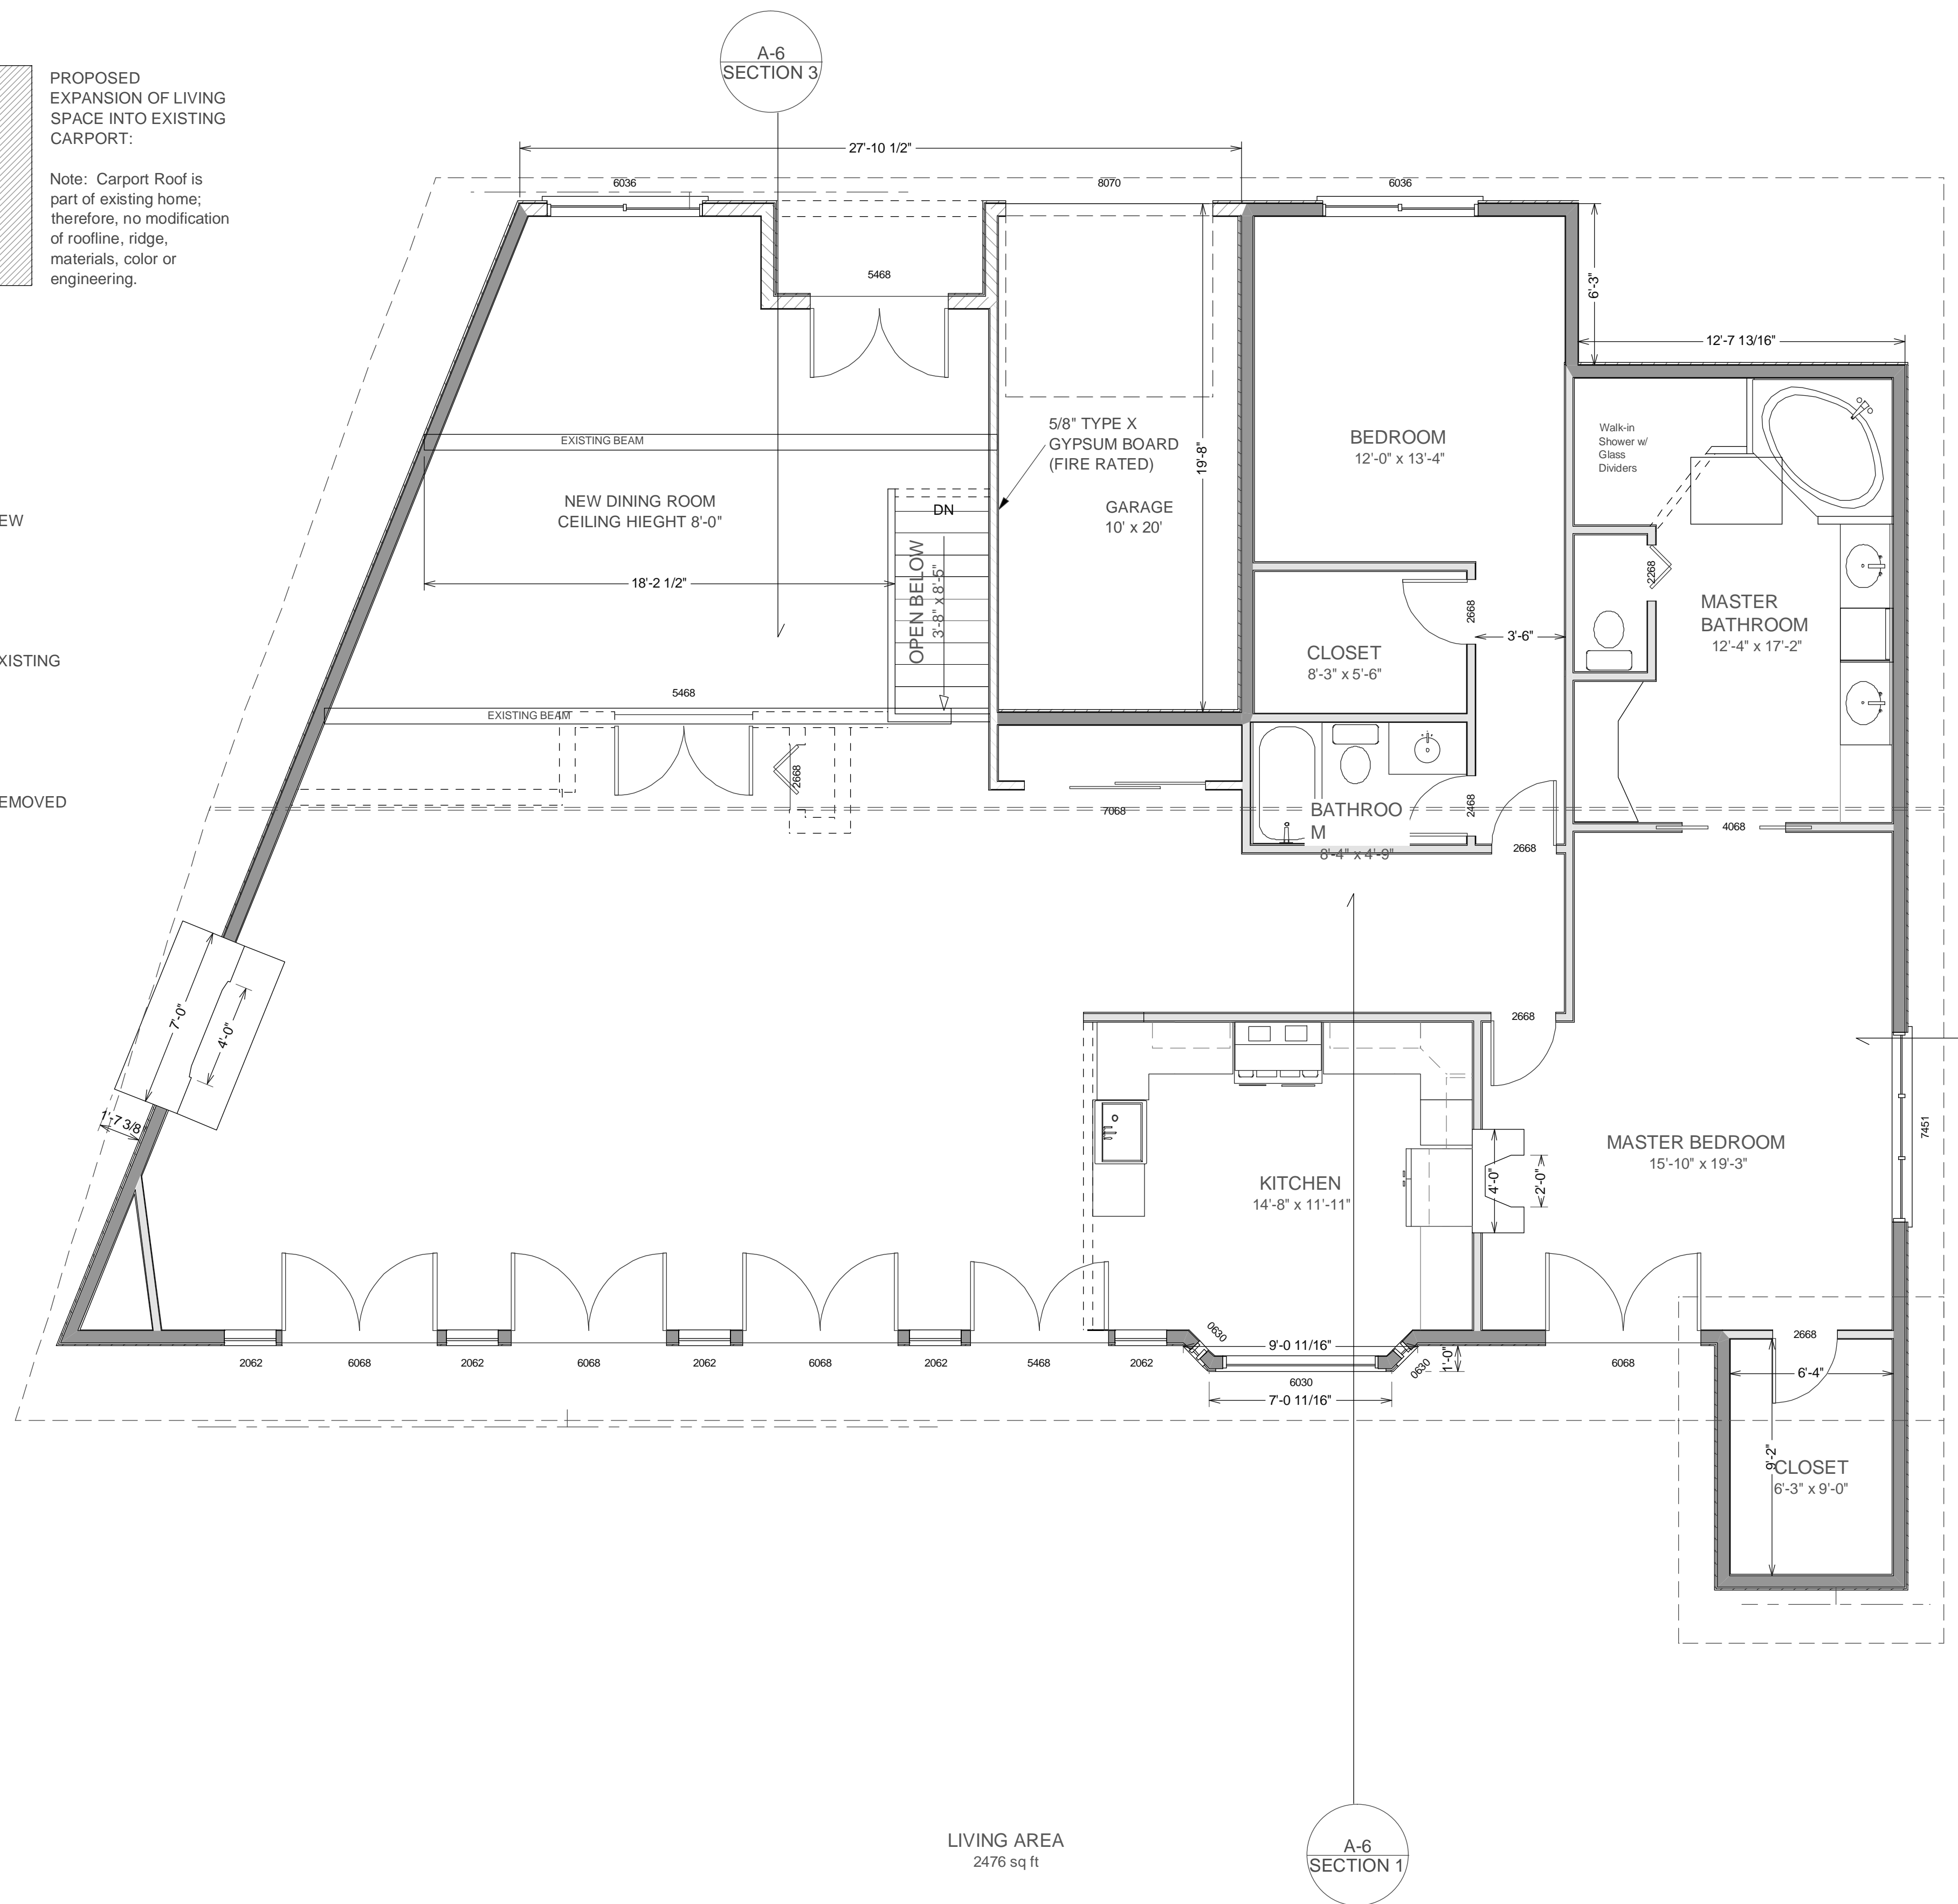 A-6
SECTION 3
PROPOSED
EXPANSION OF LIVING
SPACE INTO EXISTING
CARPORT:
Note: Carport Roof is
part of existing home;
therefore, no modification
of roofline, ridge,
materials, color or
engineering.
27'-10 1/2"
6036
8070
6036
5468
6'-3"
12'-7 13/16"
EXISTING BEAM
5/8" TYPE X
GYPSUM BOARD
(FIRE RATED)
19'-8"
BEDROOM
12'-0" x 13'-4"
Walk-in
Shower w/
Glass
Dividers
NEW DINING ROOM
CEILING HIEGHT 8'-0"
DN
GARAGE
10' x 20'
EW
18'-2 1/2"
OPEN BELOW
3'-8" x 8'-5"
2268
2668
3'-6"
MASTER
BATHROOM
12'-4" x 17'-2"
CLOSET
8'-3" x 5'-6"
XISTING
5468
EXISTING BEAM
2668
EMOVED
7068
BATHROO
M
8'-4" x 4'-9"
2468
2668
4068
7'-0"
4'-0"
1'-7 3/8"
2668
7451
MASTER BEDROOM
15'-10" x 19'-3"
KITCHEN
14'-8" x 11'-11"
4'-0"
2'-0"
2062
6068
2062
6068
2062
6068
2062
5468
2062
0630
9'-0 11/16"
0630
1'-0"
6030
7'-0 11/16"
6068
2668
6'-4"
9'-2"
CLOSET
6'-3" x 9'-0"
LIVING AREA
2476 sq ft
A-6
SECTION 1